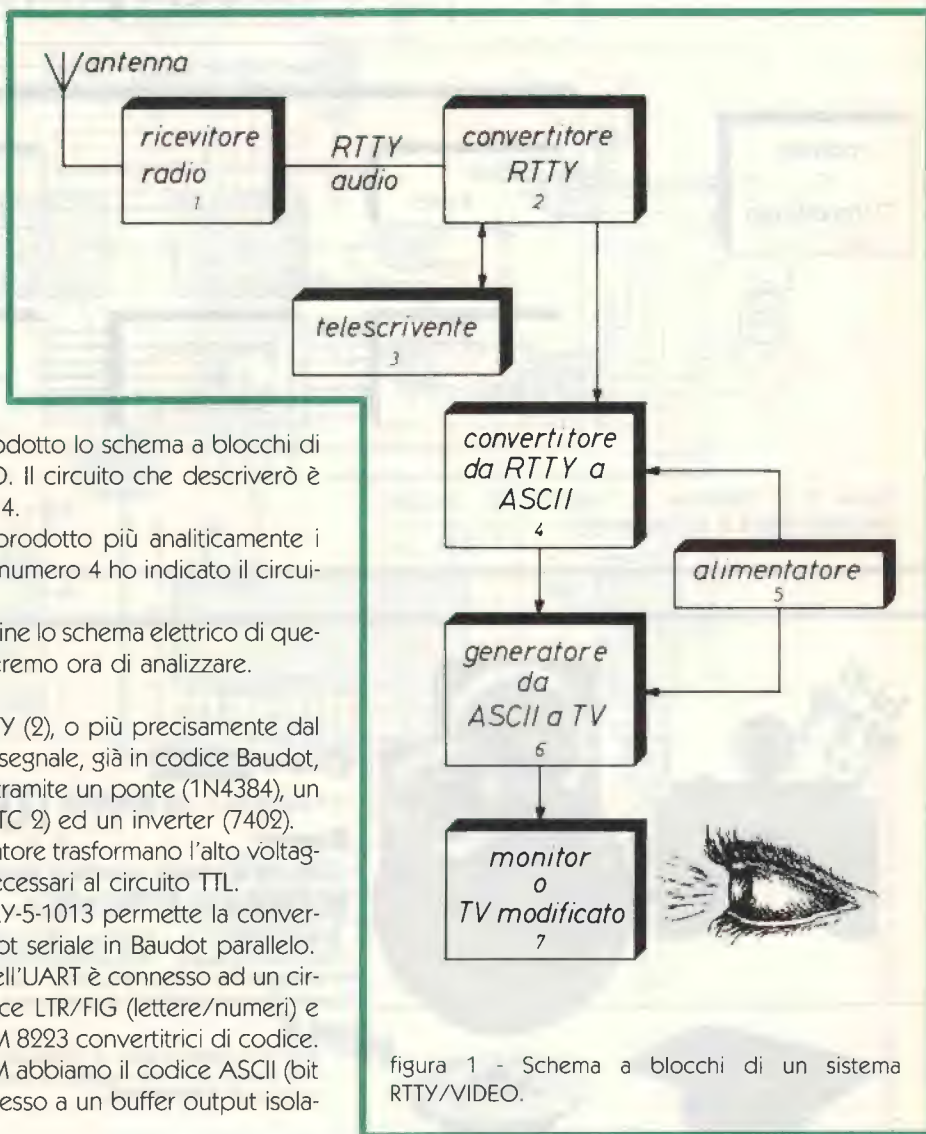 antenna
ricevitore
radio
1
RTTY
audio
convertitore
RTTY
2
telescrivente
3
convertitore
da RTTY a
ASCII
4
alimentatore
5
generatore
da
ASCII a TV
6
monitor
o
TV modificato
7
odotto lo schema a blocchi di
O. Il circuito che descriverò è
4.
prodotto più analiticamente i
numero 4 ho indicato il circui-
ine lo schema elettrico di que-
eremo ora di analizzare.
Y (2), o più precisamente dal
segnale, già in codice Baudot,
tramite un ponte (1N4384), un
TC 2) ed un inverter (7402).
atore trasformano l'alto voltag-
ecessari al circuito TTL.
Y-5-1013 permette la conver-
ot seriale in Baudot parallelo.
ell'UART è connesso ad un cir-
ce LTR/FIG (lettere/numeri) e
M 8223 convertitrici di codice.
M abbiamo il codice ASCII (bit
esso a un buffer output isola-
figura 1 - Schema a blocchi di un sistema
RTTY/VIDEO.